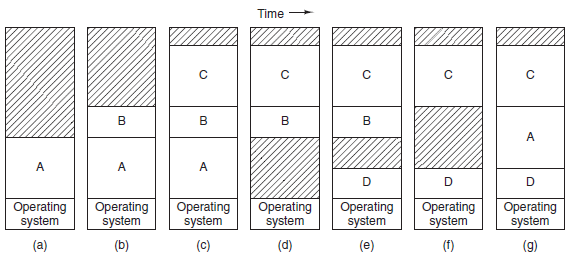 Time
C C C C C
B B B B
A
A A A
D D D
Operating system Operating system Operating system Operating system Operating system Operating system Operating system
(a) (b) (c) (d) (e) (f) (g)